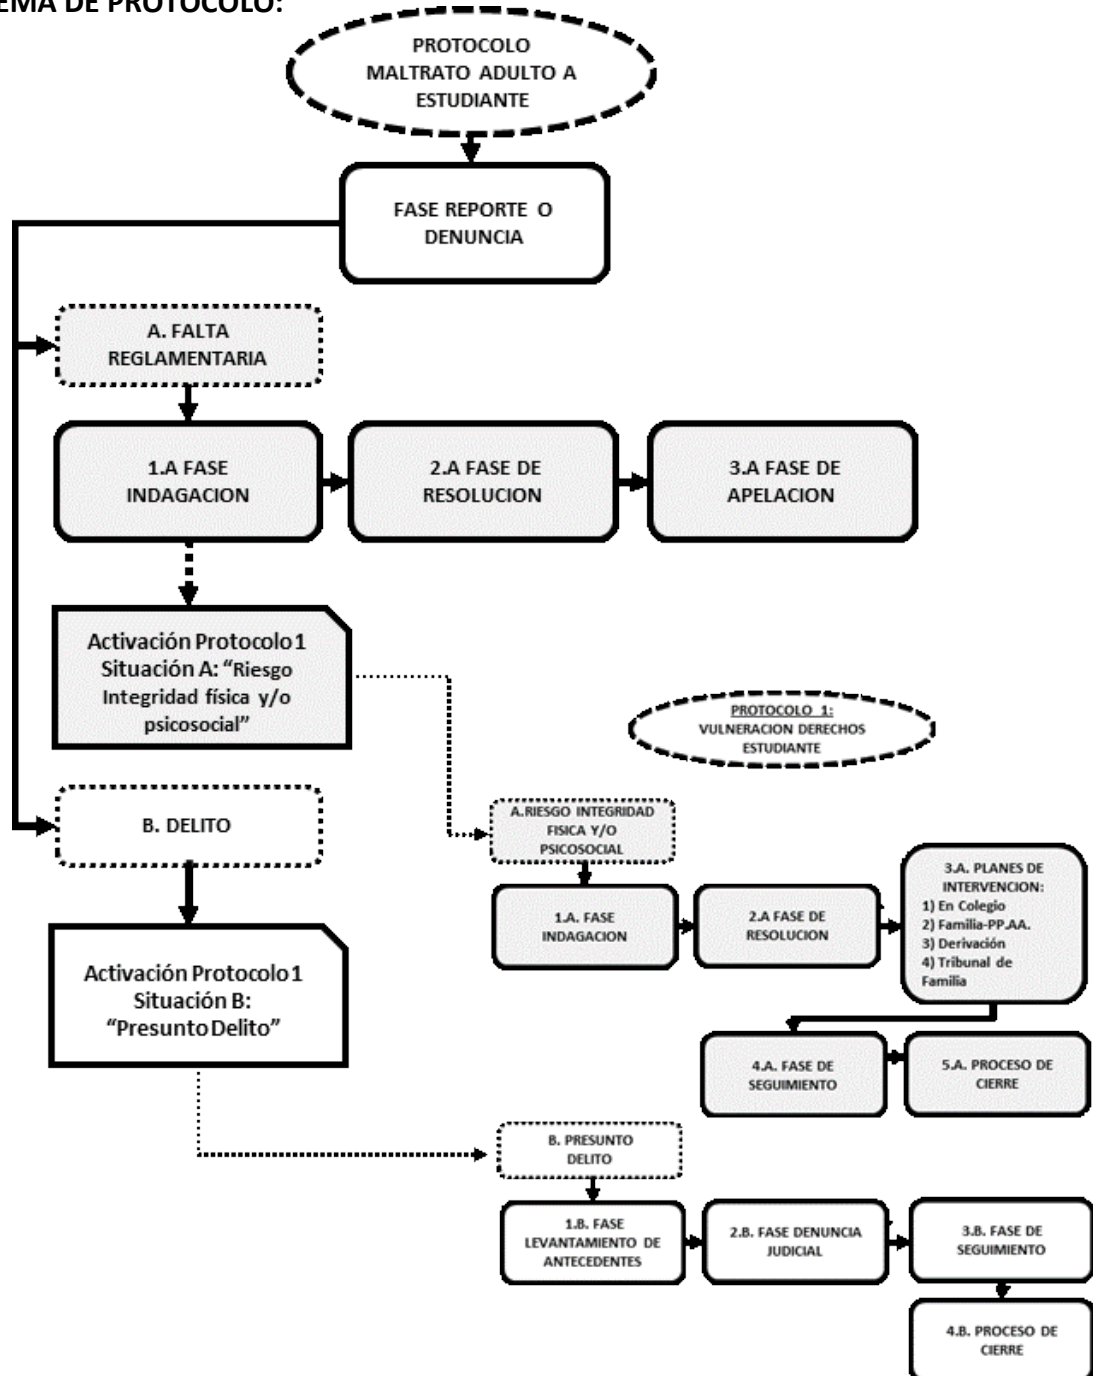 EMA DE PROTOCOLO:
PROTOCOLO
MALTRATO ADULTO A
ESTUDIANTE
FASE REPORTE O
DENUNCIA
A. FALTA
REGLAMENTARIA
1.A FASE
INDAGACION
2.A FASE DE
RESOLUCION
3.A FASE DE
APELACION
Activación Protocolo 1
Situación A: “Riesgo
Integridad física y/o
psicosocial”
B. DELITO
Activación Protocolo 1
Situación B:
“Presunto Delito”
PROTOCOLO 1:
VULNERACION DERECHOS
ESTUDIANTE
A.RIESGO INTEGRIDAD
FISICA Y/O
PSICOSOCIAL
1.A. FASE
INDAGACION
2.A FASE DE
RESOLUCION
3.A. PLANES DE
INTERVENCION:
1) En Colegio
2) Familia-PP.AA.
3) Derivación
4) Tribunal de
Familia
4.A. FASE DE
SEGUIMIENTO
5.A. PROCESO DE
CIERRE
B. PRESUNTO
DELITO
1.B. FASE
LEVANTAMIENTO DE
ANTECEDENTES
2.B. FASE DENUNCIA
JUDICIAL
3.B. FASE DE
SEGUIMIENTO
4.B. PROCESO DE
CIERRE